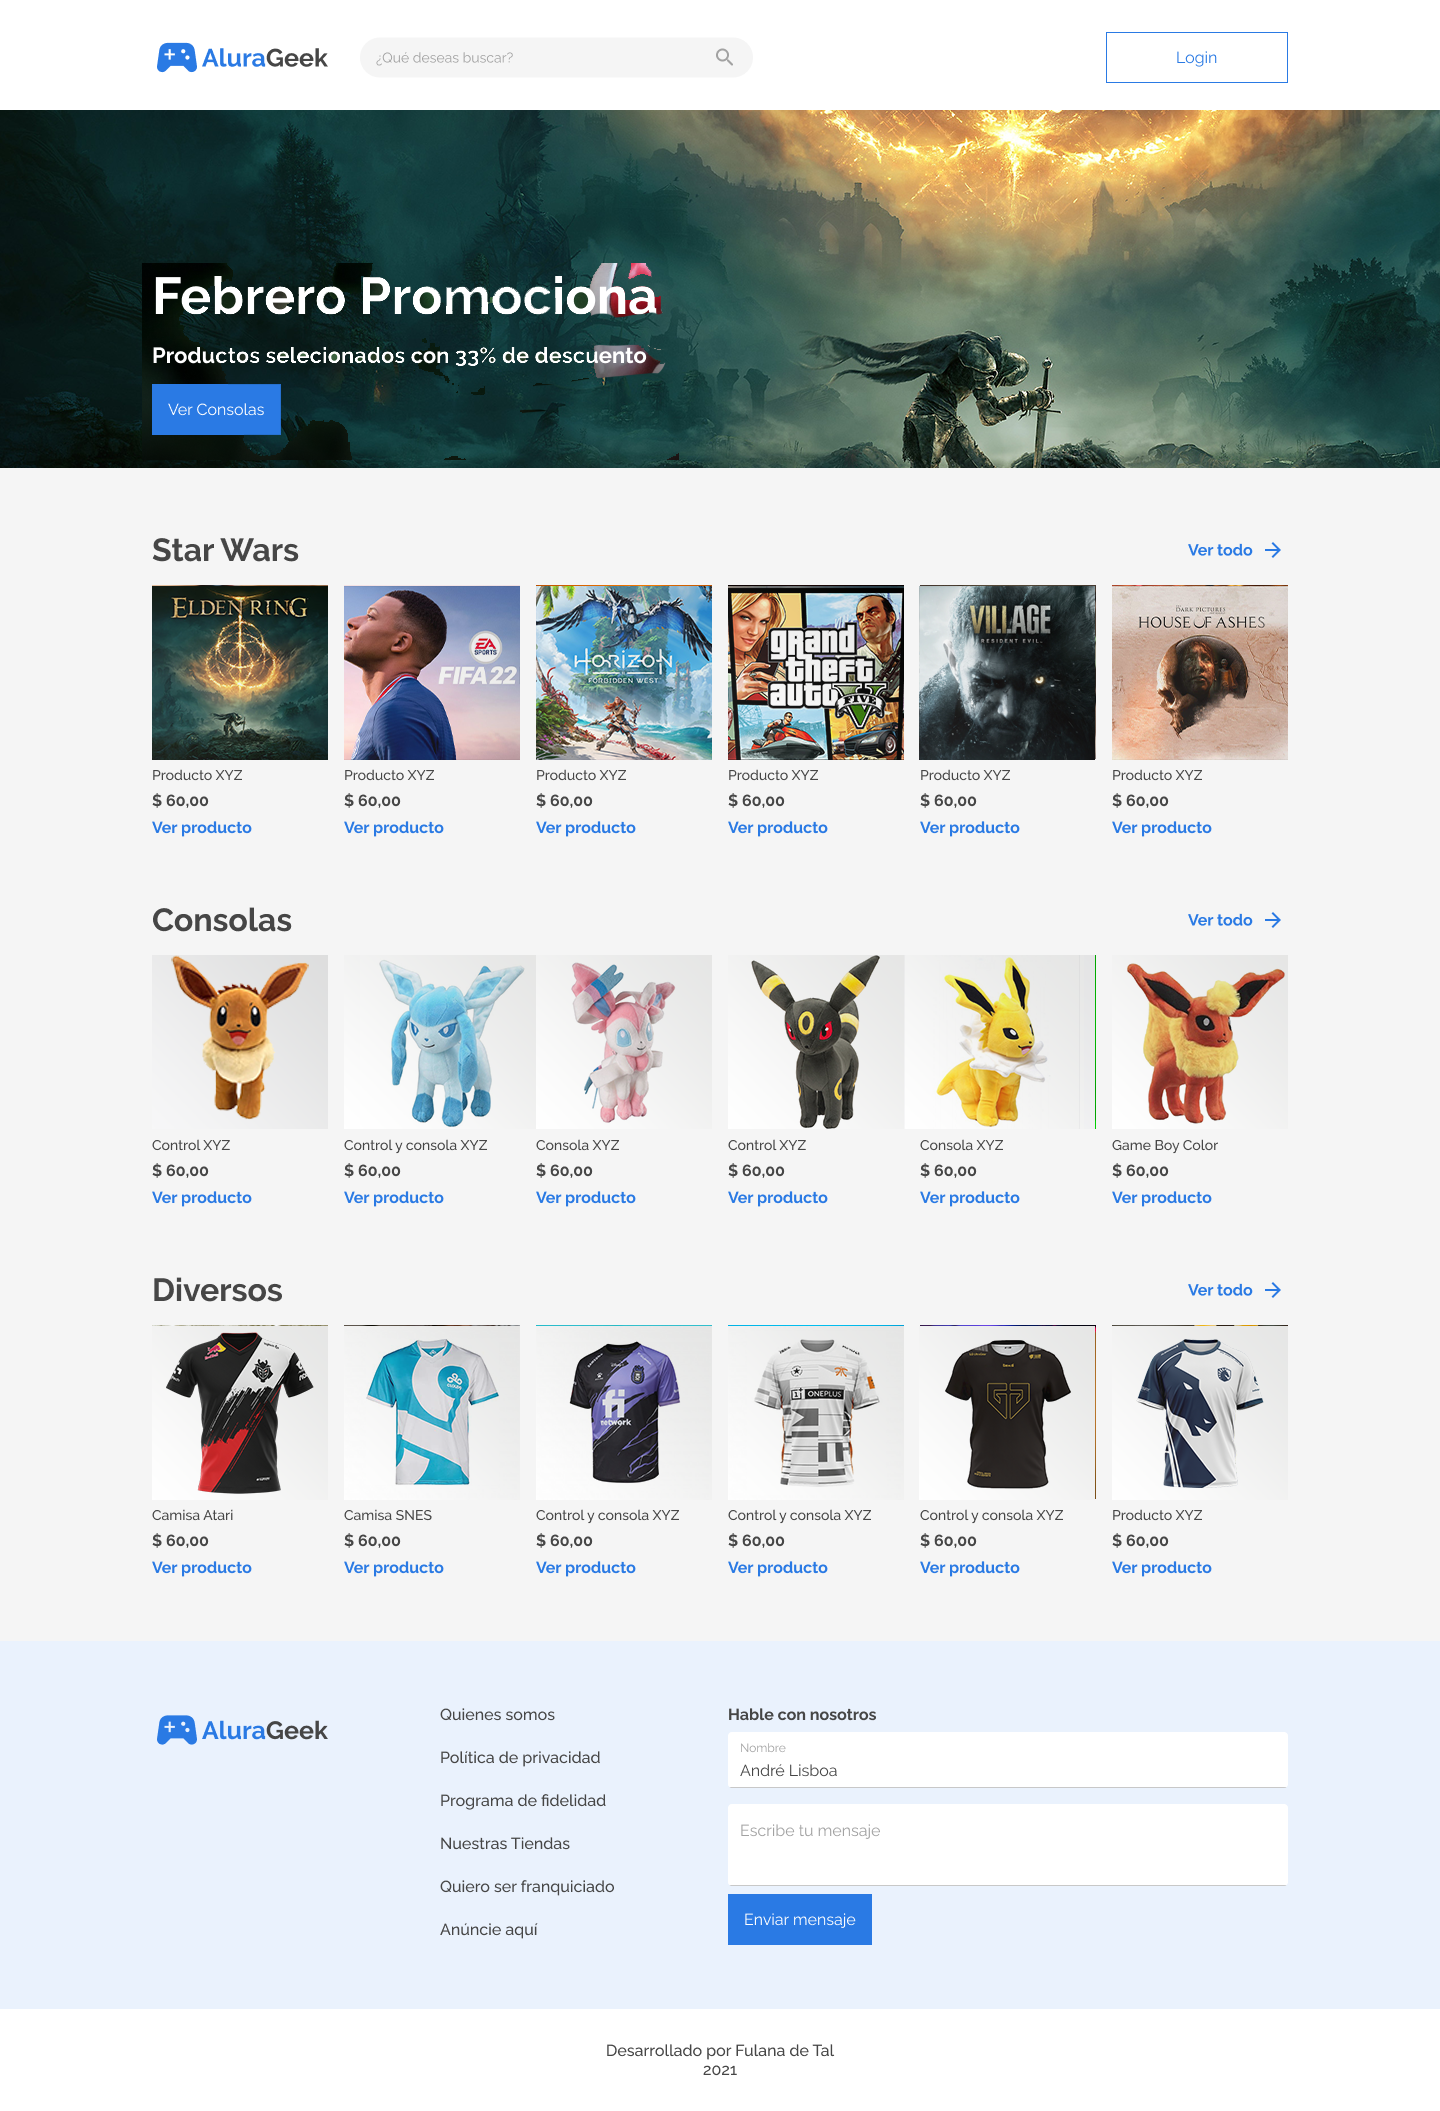 AluraGeek
¿Qué deseas buscar?
Login
Febrero Promociona
Productos selecionados con 33% de descuento
Ver Consolas
Star Wars
Ver todo
ELDEN RING
EA SPORTS
FIFA 22
HORIZON
FORBIDDEN WEST
grand
theft
auto
FIVE
VILLAGE
RESIDENT EVIL
DARK PICTURES
HOUSE OF ASHES
Producto XYZ
$ 60,00
Ver producto
Producto XYZ
$ 60,00
Ver producto
Producto XYZ
$ 60,00
Ver producto
Producto XYZ
$ 60,00
Ver producto
Producto XYZ
$ 60,00
Ver producto
Producto XYZ
$ 60,00
Ver producto
Consolas
Ver todo
Control XYZ
$ 60,00
Ver producto
Control y consola XYZ
$ 60,00
Ver producto
Consola XYZ
$ 60,00
Ver producto
Control XYZ
$ 60,00
Ver producto
Consola XYZ
$ 60,00
Ver producto
Game Boy Color
$ 60,00
Ver producto
Diversos
Ver todo
fi
network
ONEPLUS
Camisa Atari
$ 60,00
Ver producto
Camisa SNES
$ 60,00
Ver producto
Control y consola XYZ
$ 60,00
Ver producto
Control y consola XYZ
$ 60,00
Ver producto
Control y consola XYZ
$ 60,00
Ver producto
Producto XYZ
$ 60,00
Ver producto
AluraGeek
Quienes somos
Política de privacidad
Programa de fidelidad
Nuestras Tiendas
Quiero ser franquiciado
Anúncie aquí
Hable con nosotros
Nombre
André Lisboa
Escribe tu mensaje
Enviar mensaje
Desarrollado por Fulana de Tal
2021